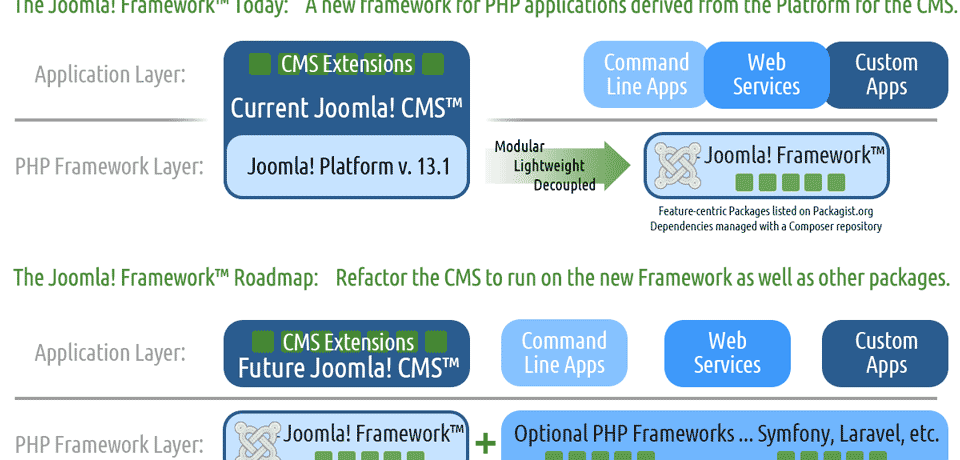 The Joomla! Framework™ Today: A new framework for PHP applications derived from the Platform for the CMS.
Application Layer:
CMS Extensions
Current Joomla! CMS™
Command
Line Apps
Web
Services
Custom
Apps
PHP Framework Layer:
Joomla! Platform v. 13.1
Modular
Lightweight
Decoupled
Joomla! Framework™
Feature-centric Packages listed on Packagist.org
Dependencies managed with a Composer repository
The Joomla! Framework™ Roadmap: Refactor the CMS to run on the new Framework as well as other packages.
Application Layer:
CMS Extensions
Future Joomla! CMS™
Command
Line Apps
Web
Services
Custom
Apps
PHP Framework Layer:
Joomla! Framework™
+
Optional PHP Frameworks ... Symfony, Laravel, etc.